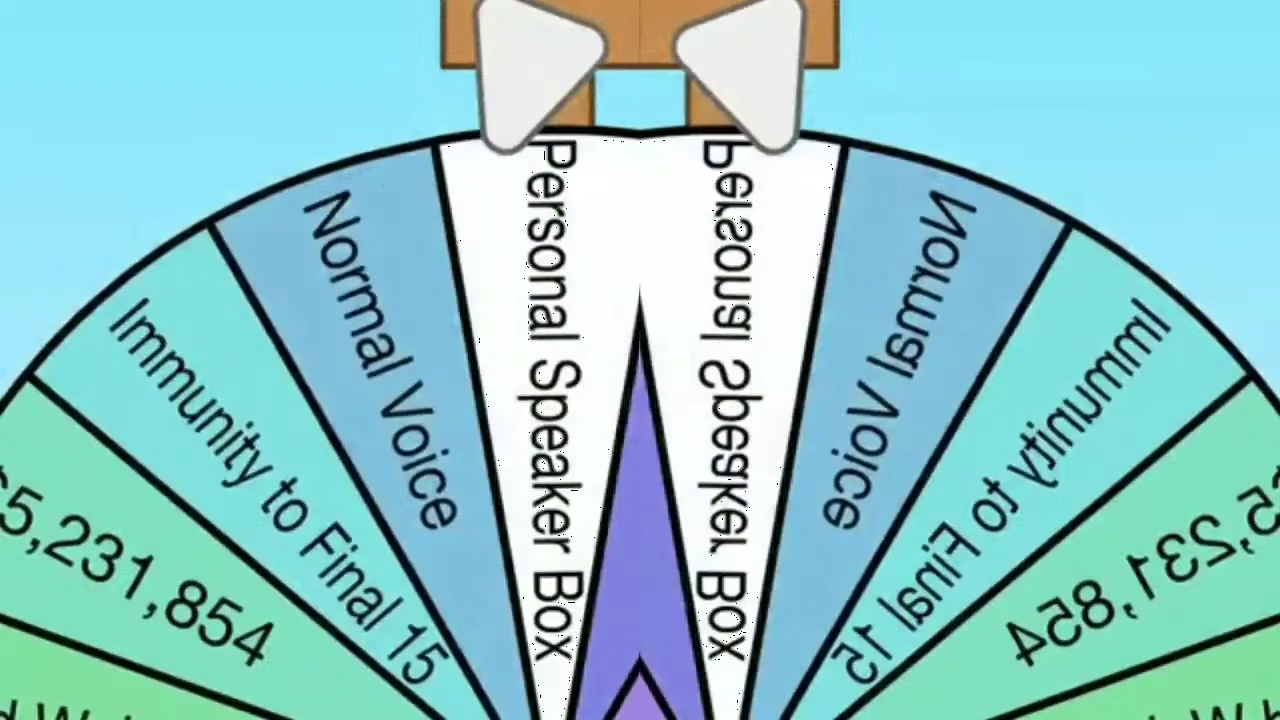 5,231,854
Immunity to Final 15
Normal Voice
Personal Speaker Box
Personal Speaker Box
Normal Voice
Immunity to Final 15
5,231,854